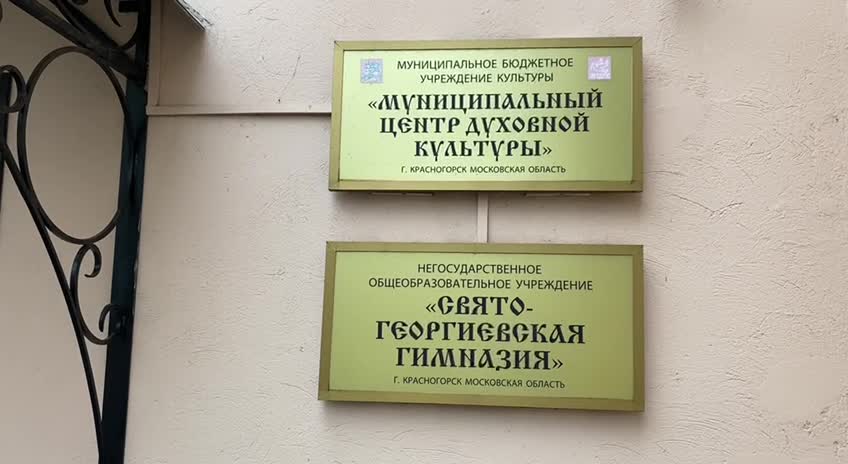 МУНИЦИПАЛЬНОЕ БЮДЖЕТНОЕ
УЧРЕЖДЕНИЕ КУЛЬТУРЫ
«МУНИЦИПАЛЬНЫЙ
ЦЕНТР ДУХОВНОЙ
КУЛЬТУРЫ»
Г. КРАСНОГОРСК МОСКОВСКАЯ ОБЛАСТЬ
НЕГОСУДАРСТВЕННОЕ
ОБЩЕОБРАЗОВАТЕЛЬНОЕ УЧРЕЖДЕНИЕ
«СВЯТО-
ГЕОРГИЕВСКАЯ
ГИМНАЗИЯ»
Г. КРАСНОГОРСК МОСКОВСКАЯ ОБЛАСТЬ